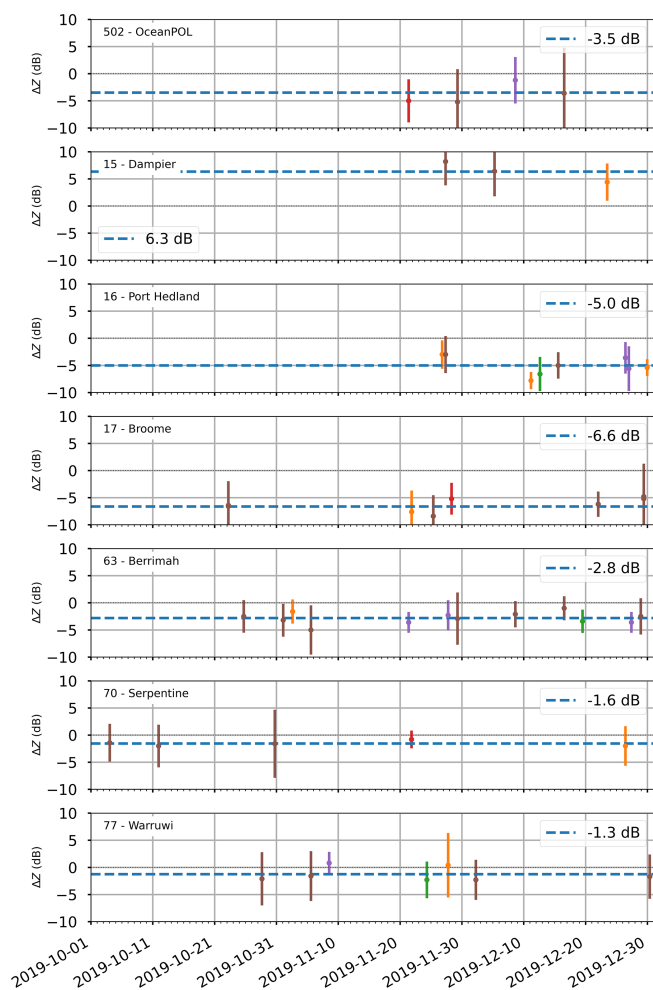 502 - OceanPOL
-3.5 dB
ΔZ (dB)
10
5
0
−5
−10
15 - Dampier
6.3 dB
ΔZ (dB)
10
5
0
−5
−10
16 - Port Hedland
-5.0 dB
ΔZ (dB)
10
5
0
−5
−10
17 - Broome
-6.6 dB
ΔZ (dB)
10
5
0
−5
−10
63 - Berrimah
-2.8 dB
ΔZ (dB)
10
5
0
−5
−10
70 - Serpentine
-1.6 dB
ΔZ (dB)
10
5
0
−5
−10
77 - Warruwi
-1.3 dB
ΔZ (dB)
10
5
0
−5
−10
2019-10-01
2019-10-11
2019-10-21
2019-10-31
2019-11-10
2019-11-20
2019-11-30
2019-12-10
2019-12-20
2019-12-30